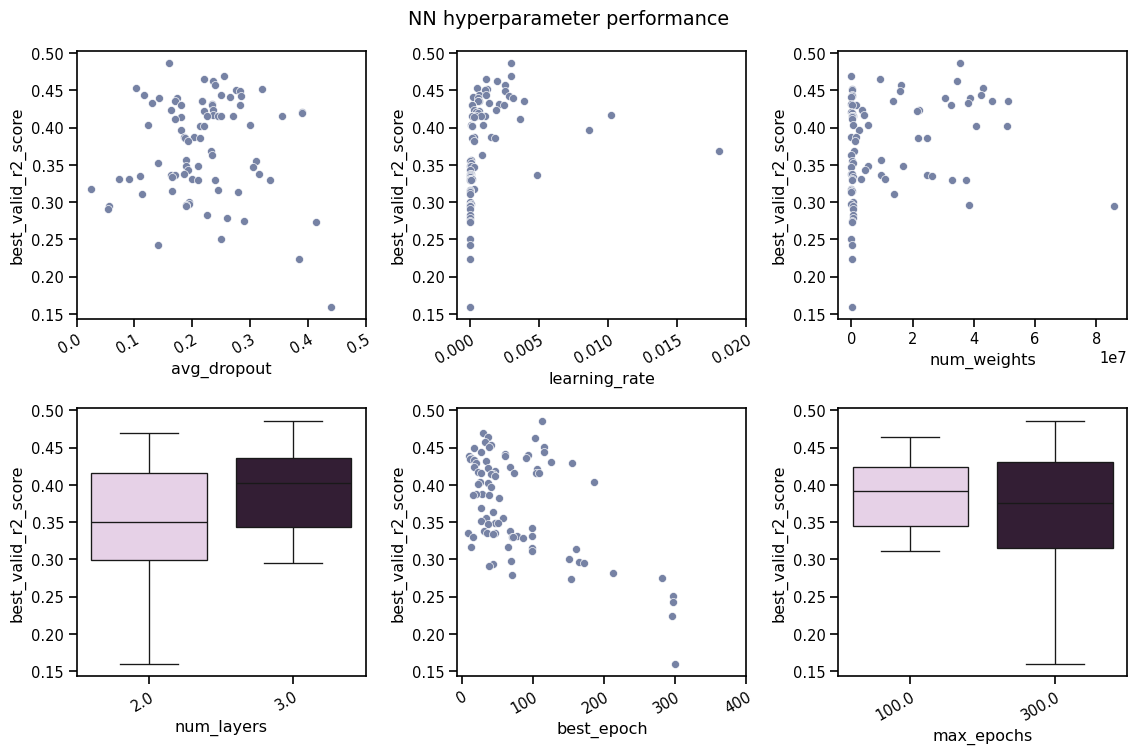 NN hyperparameter performance
best_valid_r2_score
0.50
0.45
0.40
0.35
0.30
0.25
0.20
0.15
0.0 0.1 0.2 0.3 0.4 0.5
avg_dropout
best_valid_r2_score
0.50
0.45
0.40
0.35
0.30
0.25
0.20
0.15
0.000 0.005 0.010 0.015 0.020
learning_rate
best_valid_r2_score
0.50
0.45
0.40
0.35
0.30
0.25
0.20
0.15
0 2 4 6 8
1e7
num_weights
best_valid_r2_score
0.50
0.45
0.40
0.35
0.30
0.25
0.20
0.15
2.0 3.0
num_layers
best_valid_r2_score
0.50
0.45
0.40
0.35
0.30
0.25
0.20
0.15
0 100 200 300 400
best_epoch
best_valid_r2_score
0.50
0.45
0.40
0.35
0.30
0.25
0.20
0.15
100.0 300.0
max_epochs